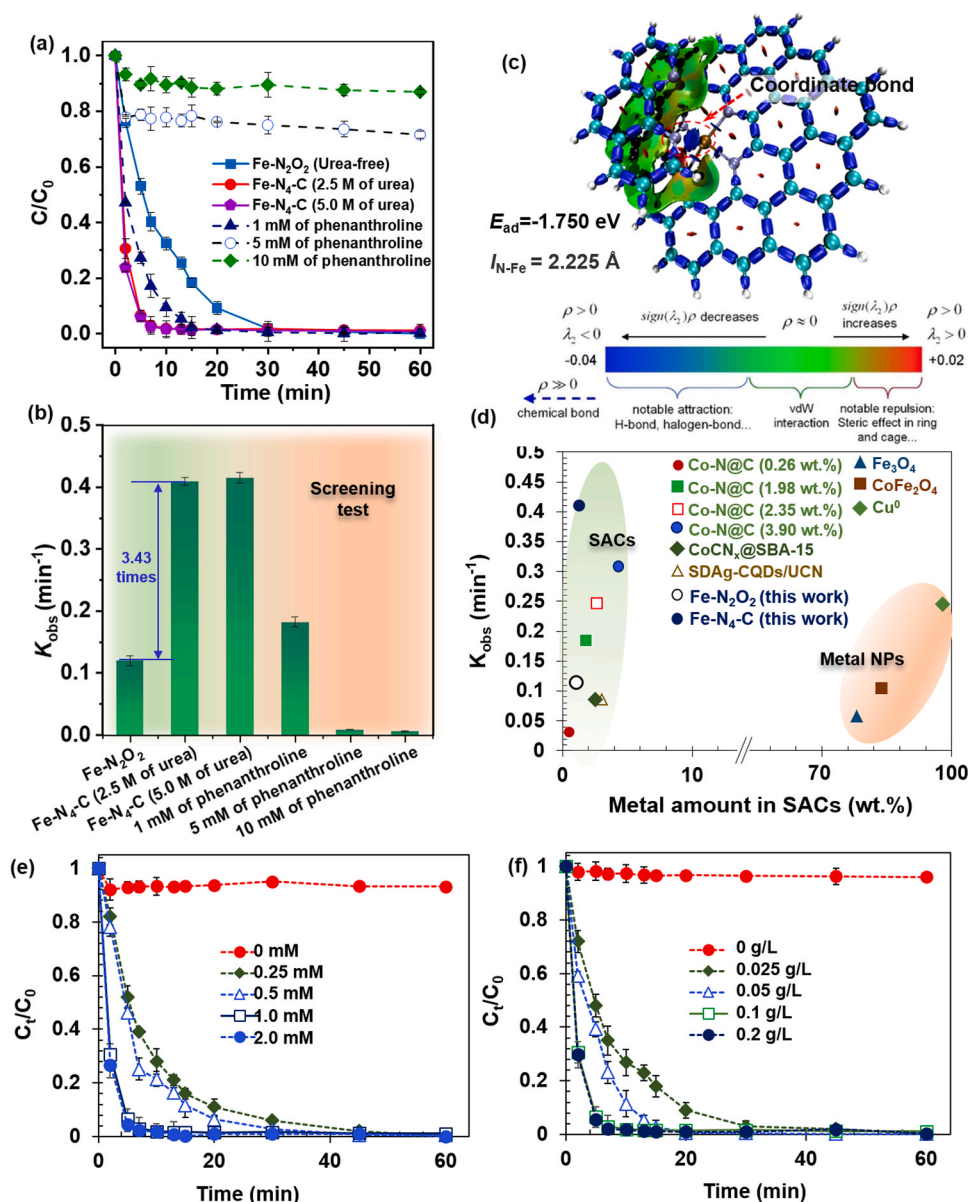 (a)
C/C0
1.0
0.8
0.6
0.4
0.2
0.0
Fe-N2O2 (Urea-free)
Fe-N4-C (2.5 M of urea)
Fe-N4-C (5.0 M of urea)
1 mM of phenanthroline
5 mM of phenanthroline
10 mM of phenanthroline
0 10 20 30 40 50 60
Time (min)
(c)
Coordinate bond
Ead=-1.750 eV
lN-Fe = 2.225 Å
ρ > 0
λ2 < 0
-0.04
sign(λ2)ρ decreases
ρ ≈ 0
sign(λ2)ρ
increases
ρ > 0
λ2 > 0
+0.02
ρ ≫ 0
chemical bond
notable attraction:
H-bond, halogen-bond...
vdW
interaction
notable repulsion:
Steric effect in ring
and cage...
(b)
Kobs (min-1)
0.5
0.4
0.3
0.2
0.1
0.0
3.43
times
Screening
test
Fe-N2O2
Fe-N4-C (2.5 M of urea)
Fe-N4-C (5.0 M of urea)
1 mM of phenanthroline
5 mM of phenanthroline
10 mM of phenanthroline
(d)
Kobs (min-1)
0.5
0.45
0.4
0.35
0.3
0.25
0.2
0.15
0.1
0.05
0
Co-N@C (0.26 wt.%)
Co-N@C (1.98 wt.%)
Co-N@C (2.35 wt.%)
Co-N@C (3.90 wt.%)
CoCNx@SBA-15
SDAg-CQDs/UCN
Fe-N2O2 (this work)
Fe-N4-C (this work)
Fe3O4
CoFe2O4
Cu0
SACs
Metal NPs
0 10 70 100
Metal amount in SACs (wt.%)
(e)
Ct/C0
1
0.8
0.6
0.4
0.2
0
0 mM
0.25 mM
0.5 mM
1.0 mM
2.0 mM
0 20 40 60
Time (min)
(f)
Ct/C0
1
0.8
0.6
0.4
0.2
0
0 g/L
0.025 g/L
0.05 g/L
0.1 g/L
0.2 g/L
0 20 40 60
Time (min)